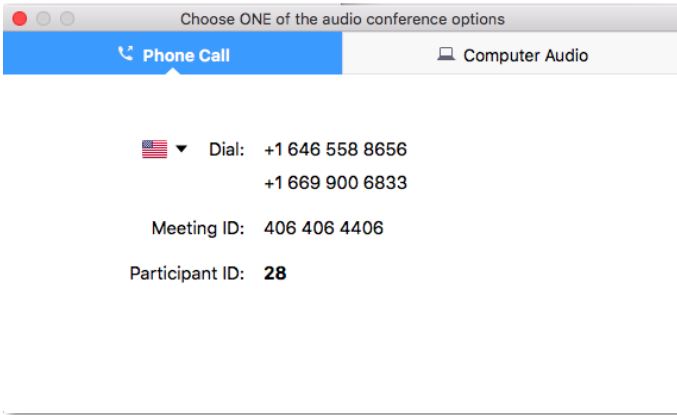 Choose ONE of the audio conference options
Phone Call
Computer Audio
Dial: +1 646 558 8656
+1 669 900 6833
Meeting ID: 406 406 4406
Participant ID: 28